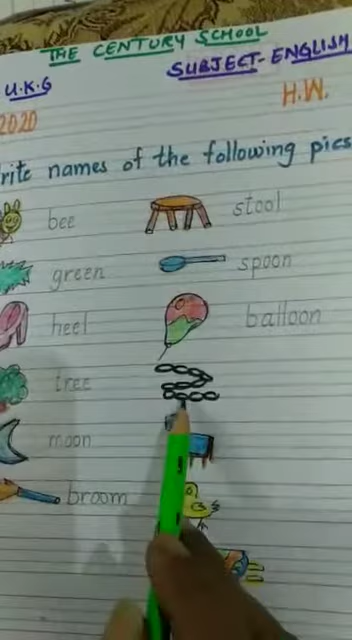 THE CENTURY SCHOOL
U.K.G SUBJECT-ENGLISH
2020 H.W.
rite names of the following pics
bee stool
green spoon
heel balloon
tree
moon
broom